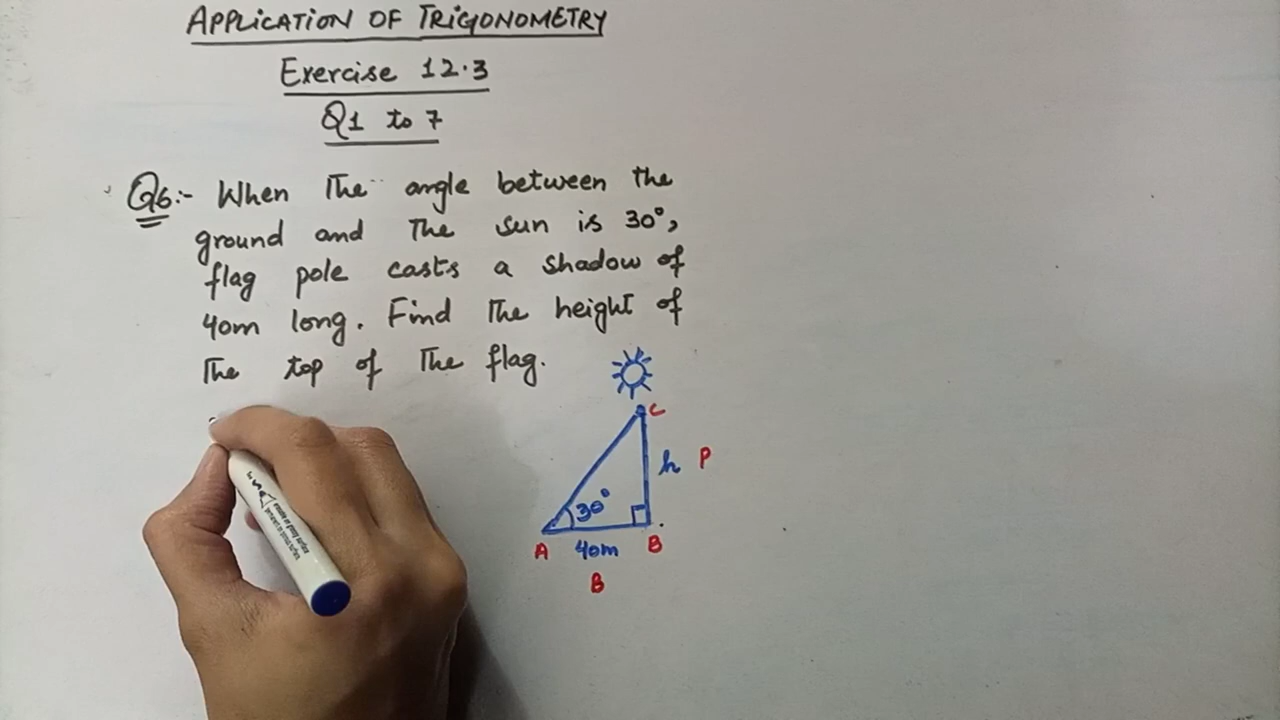 APPLICATION OF TRIGONOMETRY
Exercise 12.3
Q1 to 7
Q6:- When The angle between the
ground and The sun is 30°,
flag pole casts a shadow of
40m long. Find The height of
The top of The flag.
C
h P
30°
A 40m B
B